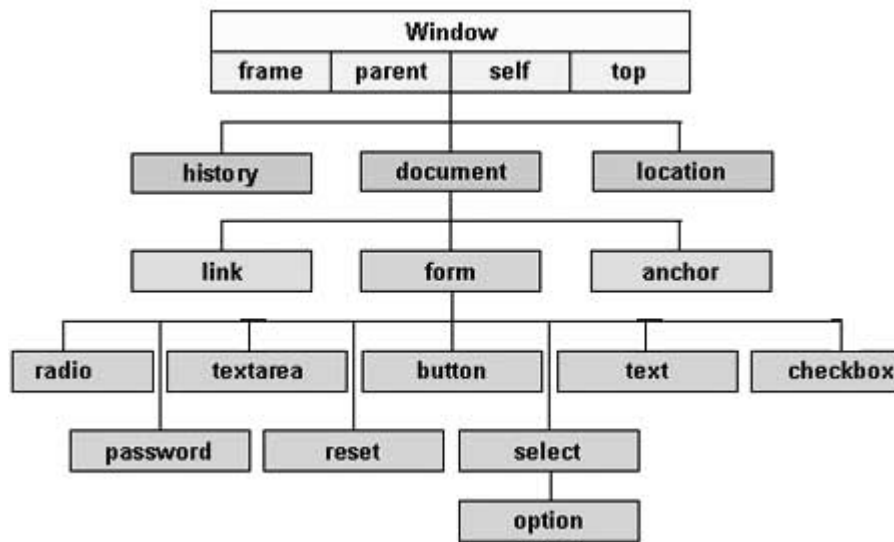 Window
frame parent self top
history document location
link form anchor
radio textarea button text checkbox
password reset select
option